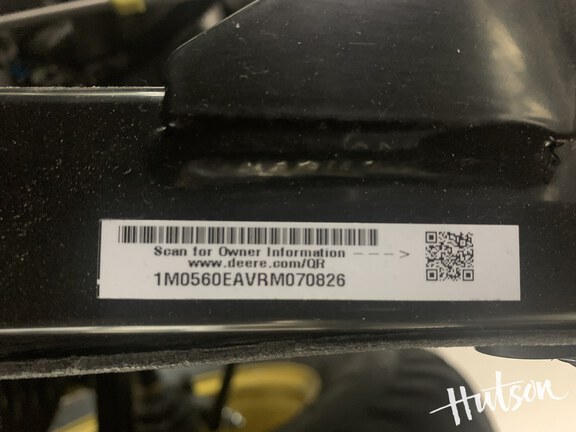 Scan for Owner Information ---->
www.deere.com/QR
1M0560EAVRM070826
Hutson